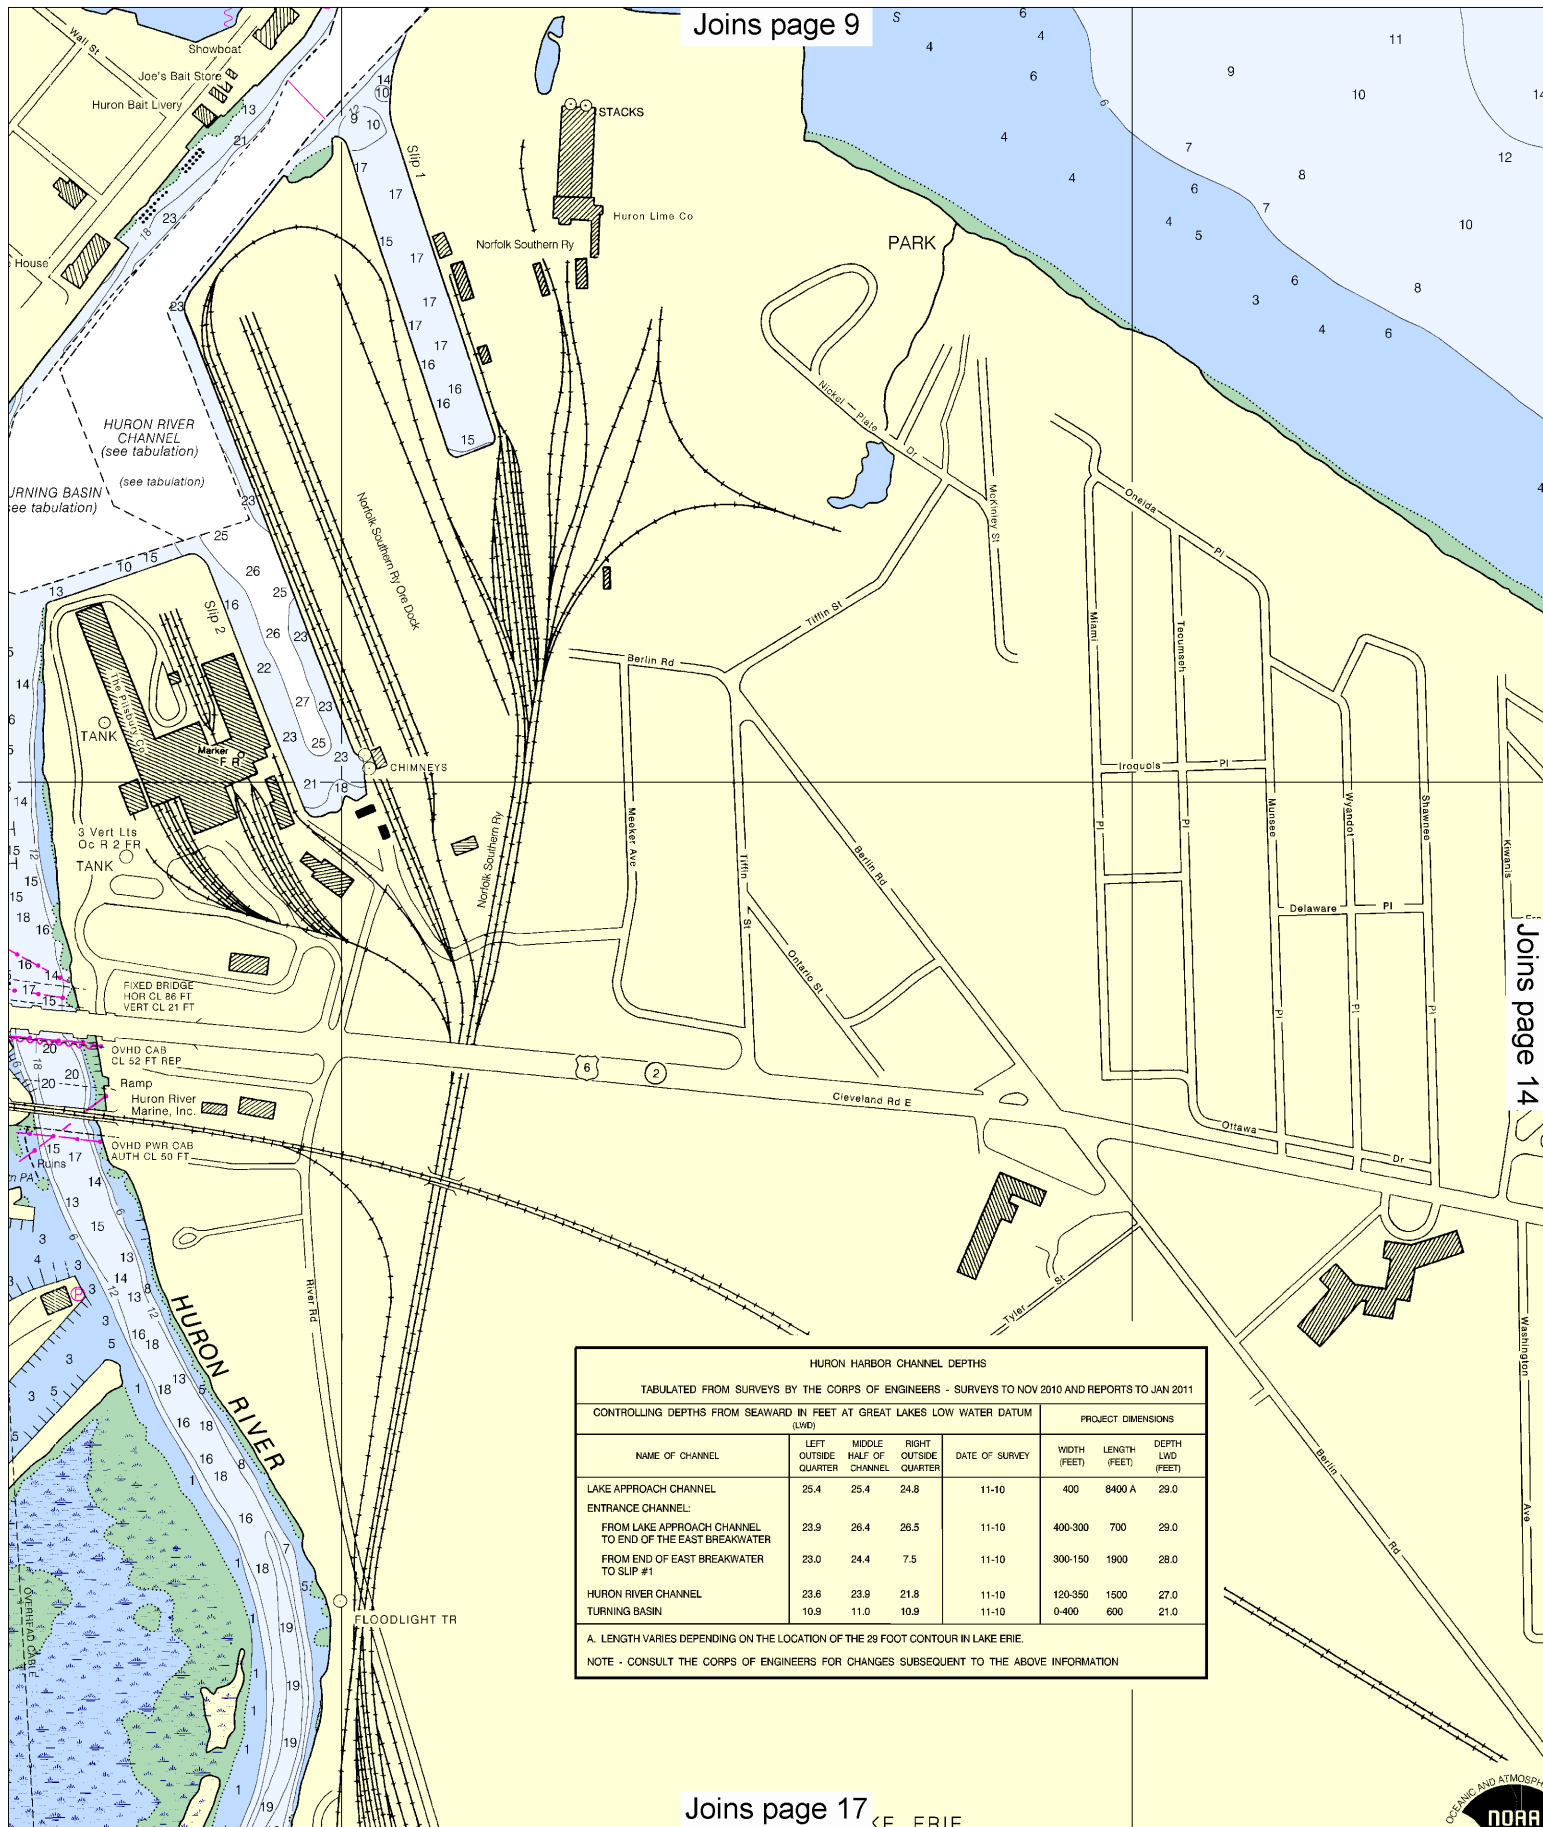 Joins page 9
Wall St
Showboat
Joe's Bait Store
Huron Bait Livery
House
STACKS
Slip 1
Huron Lime Co
Norfolk Southern Ry
PARK
Nickel Plate Dr
McKinley St
HURON RIVER
CHANNEL
(see tabulation)
(see tabulation)
URNING BASIN
see tabulation)
Norfolk Southern Ry Ore Dock
Slip 2
The Pillsbury Co
TANK
Marker
F R
CHIMNEYS
3 Vert Lts
Oc R 2 FR
TANK
Norfolk Southern Ry
Tiffin St
Berlin Rd
Meeker Ave
Tiffin St
Berlin Rd
Ontario St
Oneida Pl
Miami Pl
Tecumseh Pl
Iroquois Pl
Munsee Pl
Wyandot Pl
Shawnee Pl
Delaware Pl
Kiwanis
Joins page 14
FIXED BRIDGE
HOR CL 86 FT
VERT CL 21 FT
OVHD CAB
CL 52 FT REP
Ramp
Huron River
Marine, Inc.
OVHD PWR CAB
AUTH CL 50 FT
Ruins
PA
6
2
Cleveland Rd E
Ottawa Dr
Tyler St
River Rd
HURON RIVER
Washington Ave
Berlin Rd
OVERHEAD CABLE
FLOODLIGHT TR
HURON HARBOR CHANNEL DEPTHS
TABULATED FROM SURVEYS BY THE CORPS OF ENGINEERS - SURVEYS TO NOV 2010 AND REPORTS TO JAN 2011
CONTROLLING DEPTHS FROM SEAWARD IN FEET AT GREAT LAKES LOW WATER DATUM
(LWD)
PROJECT DIMENSIONS
NAME OF CHANNEL
LEFT
OUTSIDE
QUARTER
MIDDLE
HALF OF
CHANNEL
RIGHT
OUTSIDE
QUARTER
DATE OF SURVEY
WIDTH
(FEET)
LENGTH
(FEET)
DEPTH
LWD
(FEET)
LAKE APPROACH CHANNEL 25.4 25.4 24.8 11-10 400 8400 A 29.0
ENTRANCE CHANNEL:
FROM LAKE APPROACH CHANNEL 23.9 26.4 26.5 11-10 400-300 700 29.0
TO END OF THE EAST BREAKWATER
FROM END OF EAST BREAKWATER 23.0 24.4 7.5 11-10 300-150 1900 28.0
TO SLIP #1
HURON RIVER CHANNEL 23.6 23.9 21.8 11-10 120-350 1500 27.0
TURNING BASIN 10.9 11.0 10.9 11-10 0-400 600 21.0
A. LENGTH VARIES DEPENDING ON THE LOCATION OF THE 29 FOOT CONTOUR IN LAKE ERIE.
NOTE - CONSULT THE CORPS OF ENGINEERS FOR CHANGES SUBSEQUENT TO THE ABOVE INFORMATION
Joins page 17
KE ERIE
OCEANIC AND ATMOSPH
NOAA